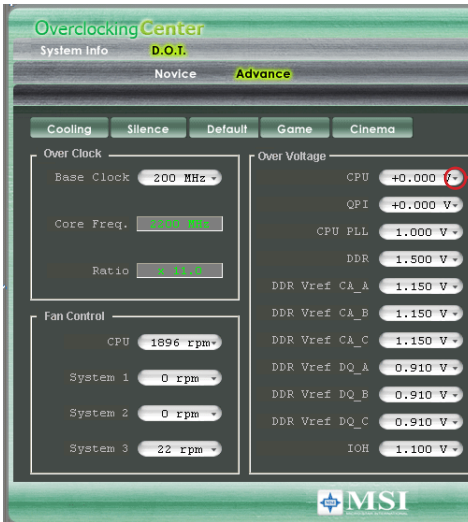 Overclocking Center
System Info D.O.T.
Novice Advance
Cooling Silence Default Game Cinema
Over Clock
Base Clock 200 MHz
Core Freq. 2200 MHz
Ratio x 11.0
Fan Control
CPU 1896 rpm
System 1 0 rpm
System 2 0 rpm
System 3 22 rpm
Over Voltage
CPU +0.000 V
QPI +0.000 V
CPU PLL 1.000 V
DDR 1.500 V
DDR Vref CA_A 1.150 V
DDR Vref CA_B 1.150 V
DDR Vref CA_C 1.150 V
DDR Vref DQ_A 0.910 V
DDR Vref DQ_B 0.910 V
DDR Vref DQ_C 0.910 V
IOH 1.100 V
MSI